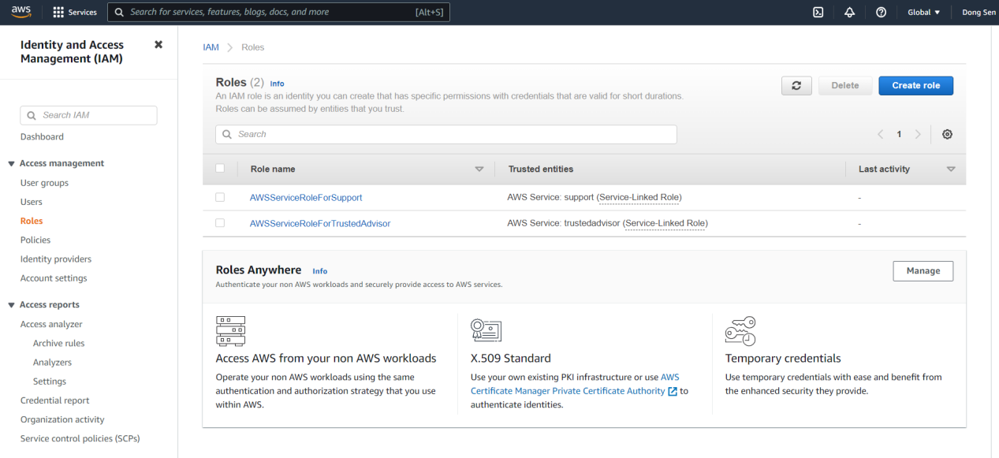 aws
Services
Search for services, features, blogs, docs, and more
[Alt+S]
Global
Dong Sen
Identity and Access
Management (IAM)
Search IAM
Dashboard
Access management
User groups
Users
Roles
Policies
Identity providers
Account settings
Access reports
Access analyzer
Archive rules
Analyzers
Settings
Credential report
Organization activity
Service control policies (SCPs)
IAM
Roles
Roles (2) Info
An IAM role is an identity you can create that has specific permissions with credentials that are valid for short durations.
Roles can be assumed by entities that you trust.
Delete
Create role
Search
1
Role name
Trusted entities
Last activity
AWSServiceRoleForSupport
AWS Service: support (Service-Linked Role)
-
AWSServiceRoleForTrustedAdvisor
AWS Service: trustedadvisor (Service-Linked Role)
-
Roles Anywhere Info
Authenticate your non AWS workloads and securely provide access to AWS services.
Manage
Access AWS from your non AWS workloads
Operate your non AWS workloads using the same
authentication and authorization strategy that you use
within AWS.
X.509 Standard
Use your own existing PKI infrastructure or use AWS
Certificate Manager Private Certificate Authority to
authenticate identities.
Temporary credentials
Use temporary credentials with ease and benefit from
the enhanced security they provide.